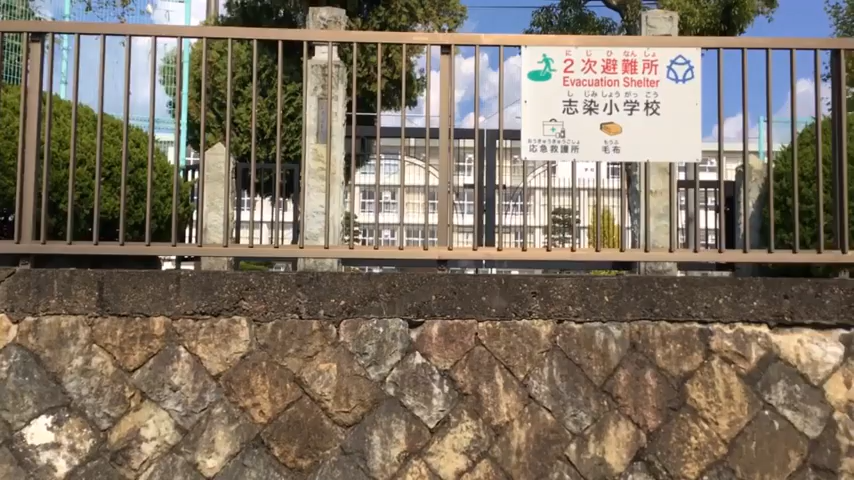 にじひなんじょ
2次避難所
Evacuation Shelter
しじみしょうがっこう
志染小学校
おうきゅうきゅうごしょ もうふ
応急救護所 毛布